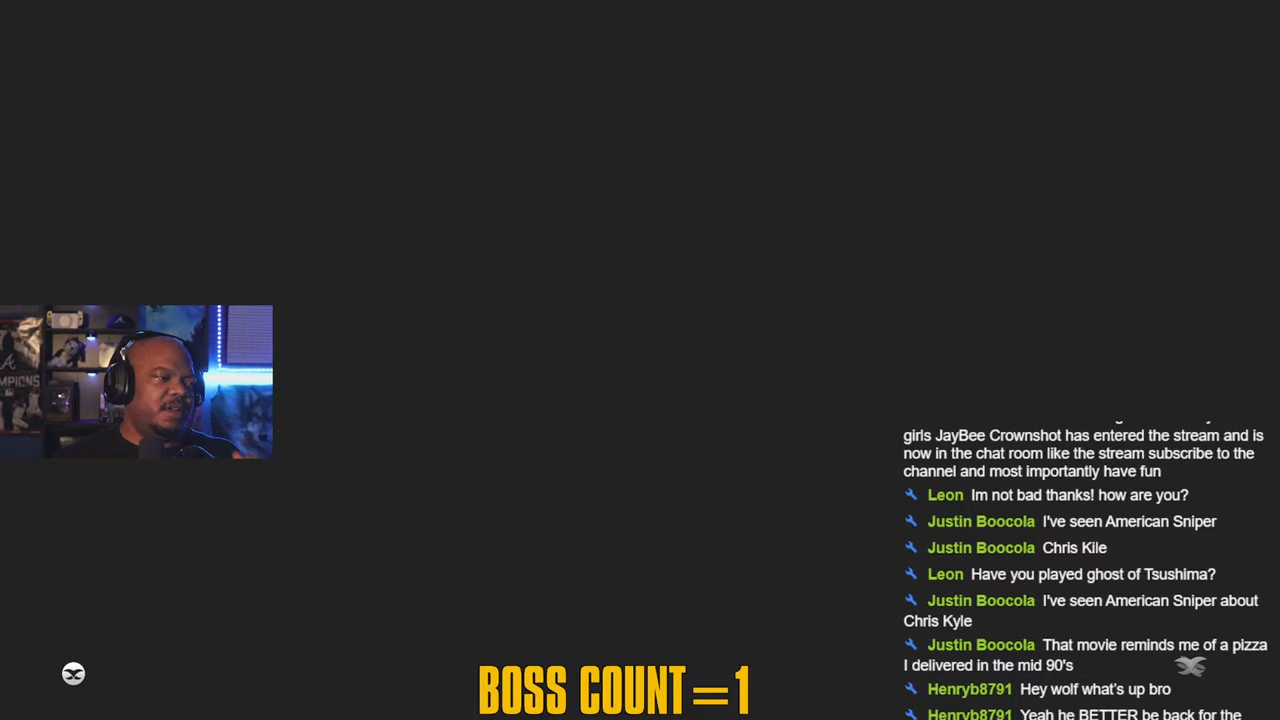 girls JayBee Crownshot has entered the stream and is
now in the chat room like the stream subscribe to the
channel and most importantly have fun
Leon Im not bad thanks! how are you?
Justin Boocola I've seen American Sniper
Justin Boocola Chris Kile
Leon Have you played ghost of Tsushima?
Justin Boocola I've seen American Sniper about
Chris Kyle
Justin Boocola That movie reminds me of a pizza
I delivered in the mid 90's
Henryb8791 Hey wolf what's up bro
Henryb8791 Yeah he BETTER be back for the
BOSS COUNT=1
A
MPIONS